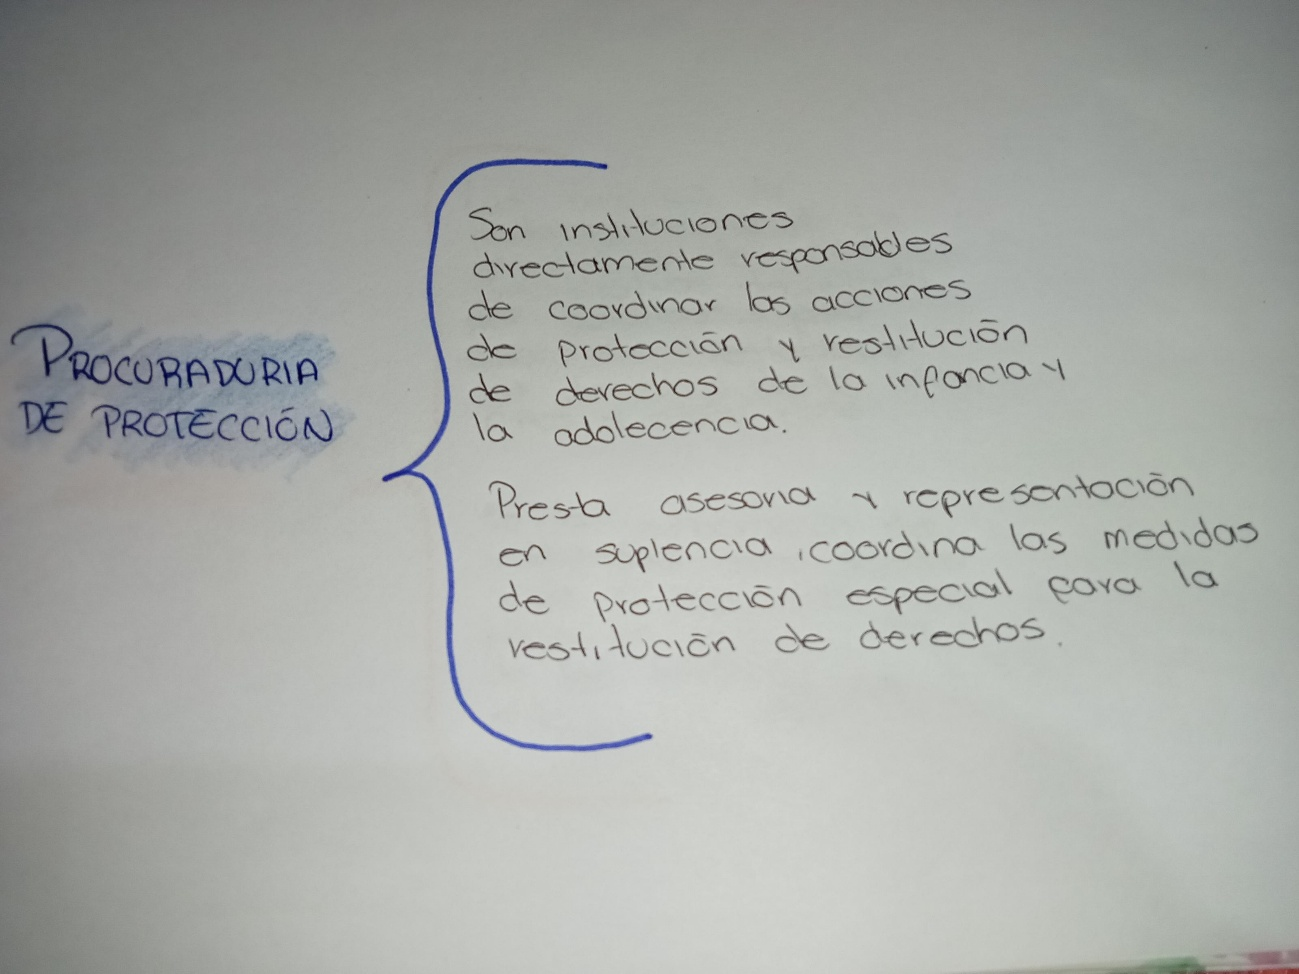 PROCURADURIA
DE PROTECCIÓN
Son instituciones
directamente responsables
de coordinar las acciones
de protección y restitución
de derechos de la infancia y
la adolecencia.
Presta asesoria y representación
en suplencia, coordina las medidas
de protección especial para la
restitución de derechos.